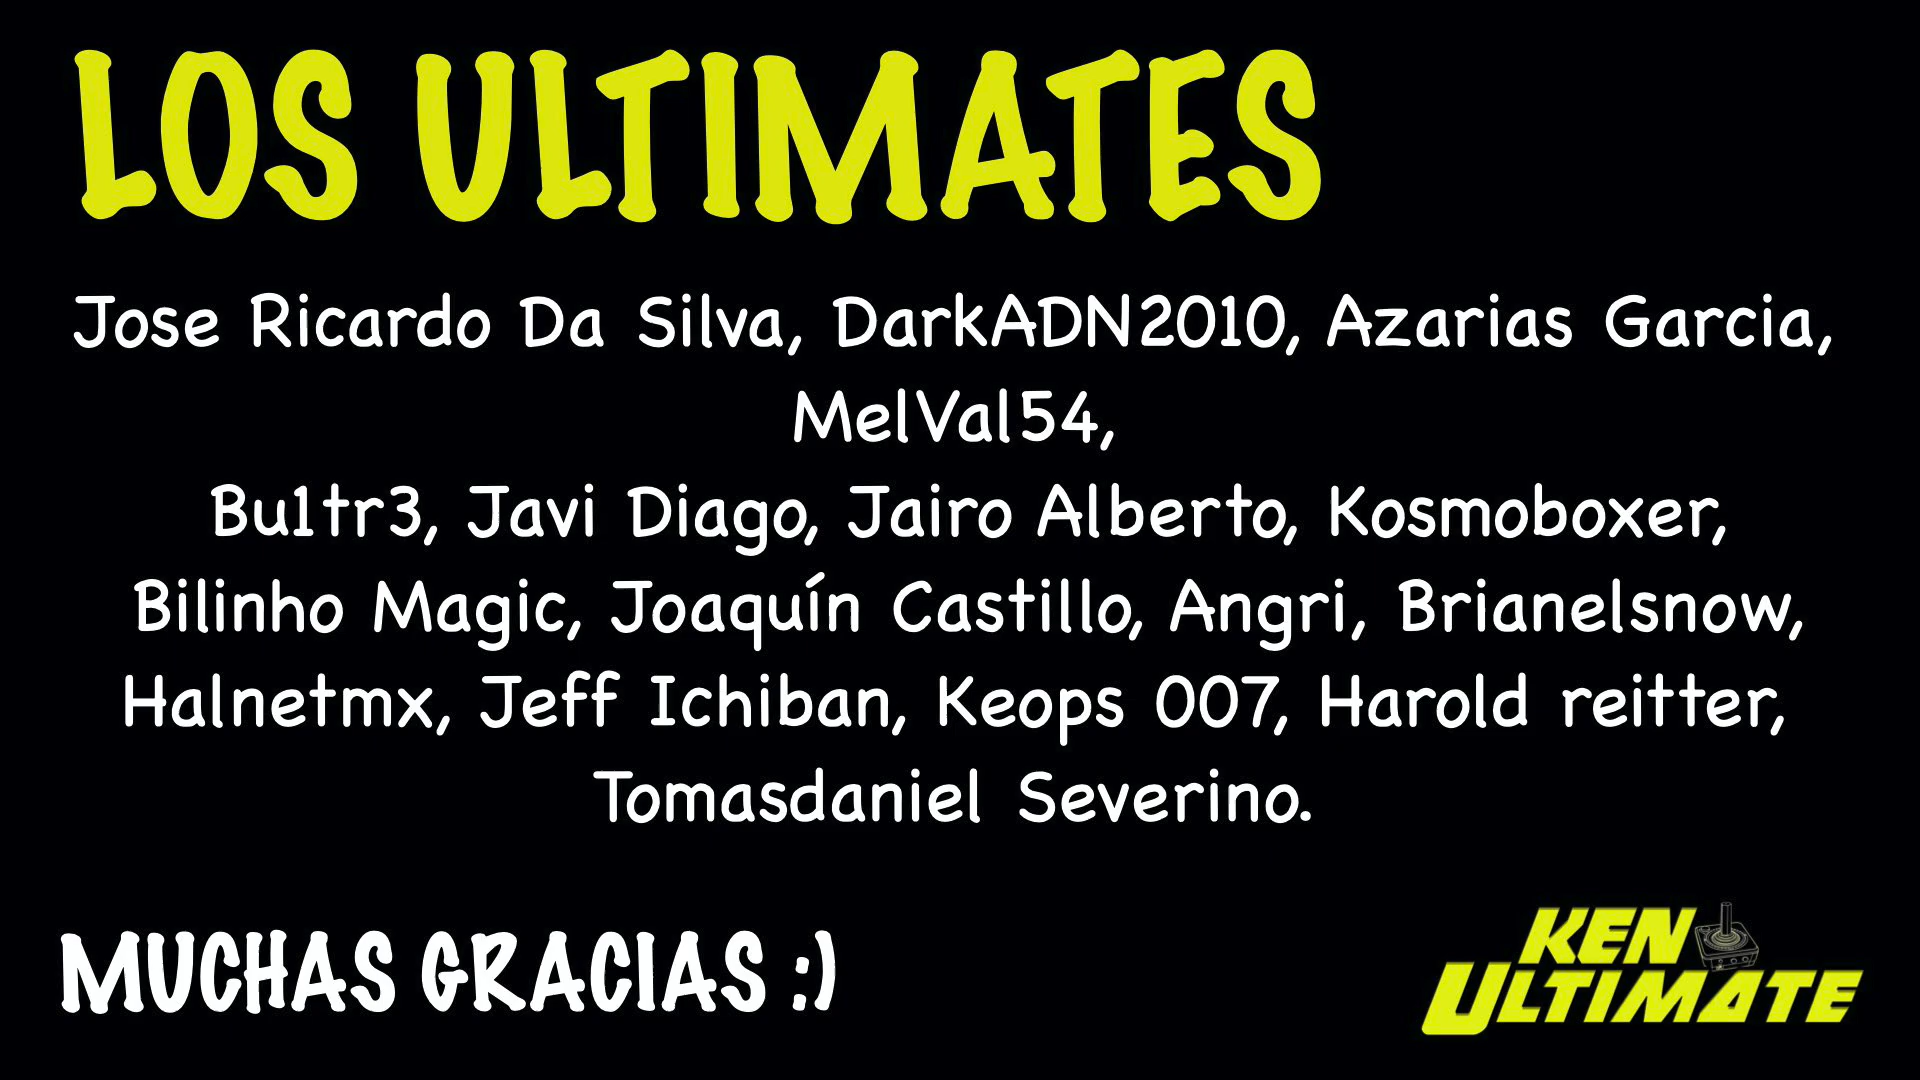 LOS ULTIMATES
Jose Ricardo Da Silva, DarkADN2010, Azarias Garcia,
MelVal54,
Bu1tr3, Javi Diago, Jairo Alberto, Kosmoboxer,
Bilinho Magic, Joaquín Castillo, Angri, Brianelsnow,
Halnetmx, Jeff Ichiban, Keops 007, Harold reitter,
Tomasdaniel Severino.
MUCHAS GRACIAS :)
KEN
ULTIMATE